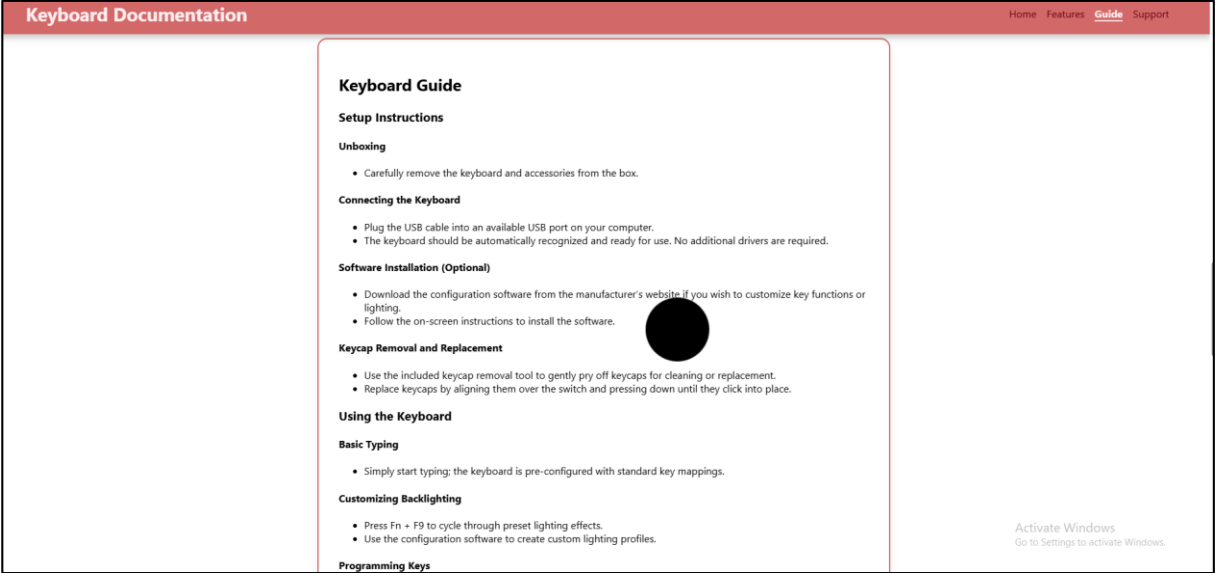 Keyboard Documentation
Home Features Guide Support
Keyboard Guide
Setup Instructions
Unboxing
Carefully remove the keyboard and accessories from the box.
Connecting the Keyboard
Plug the USB cable into an available USB port on your computer.
The keyboard should be automatically recognized and ready for use. No additional drivers are required.
Software Installation (Optional)
Download the configuration software from the manufacturer's website if you wish to customize key functions or
lighting.
Follow the on-screen instructions to install the software.
Keycap Removal and Replacement
Use the included keycap removal tool to gently pry off keycaps for cleaning or replacement.
Replace keycaps by aligning them over the switch and pressing down until they click into place.
Using the Keyboard
Basic Typing
Simply start typing; the keyboard is pre-configured with standard key mappings.
Customizing Backlighting
Press Fn + F9 to cycle through preset lighting effects.
Use the configuration software to create custom lighting profiles.
Programming Keys
Activate Windows
Go to Settings to activate Windows.